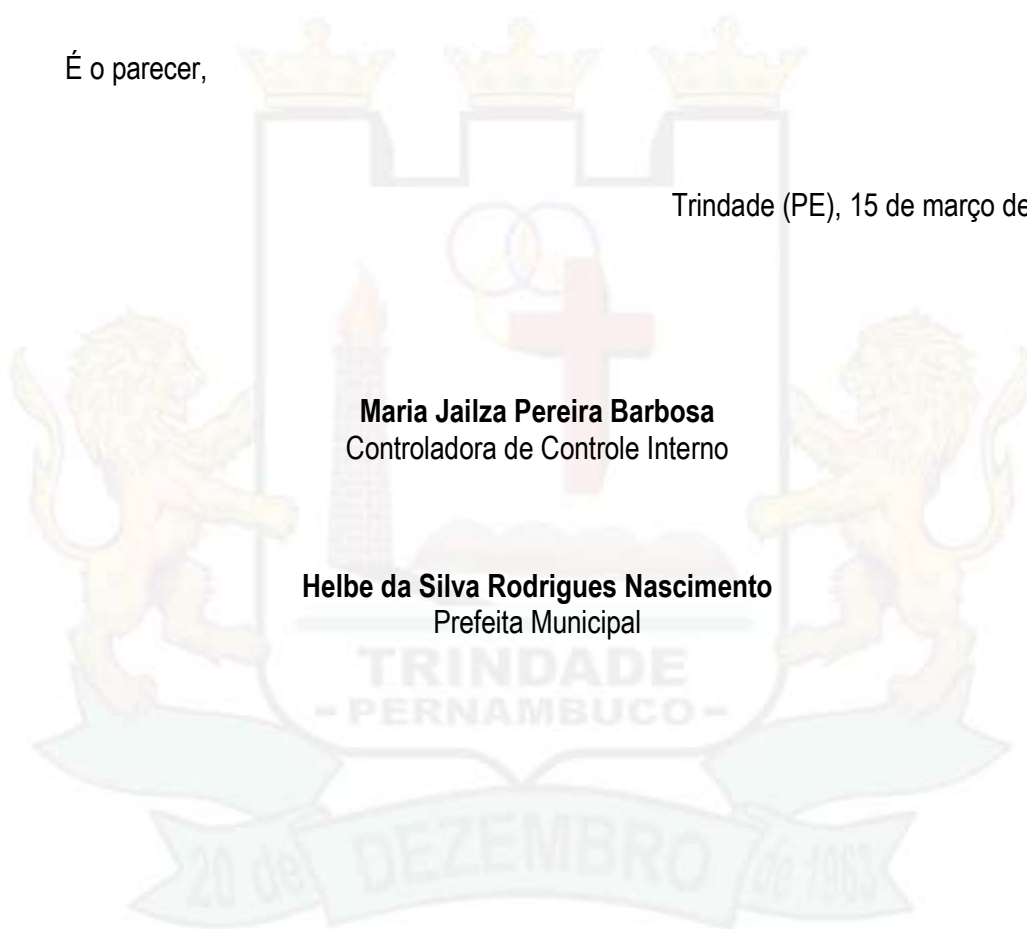 É o parecer,
Trindade (PE), 15 de março de
Maria Jailza Pereira Barbosa
Controladora de Controle Interno
Helbe da Silva Rodrigues Nascimento
Prefeita Municipal
TRINDADE
- PERNAMBUCO -
20 de DEZEMBRO de 1963